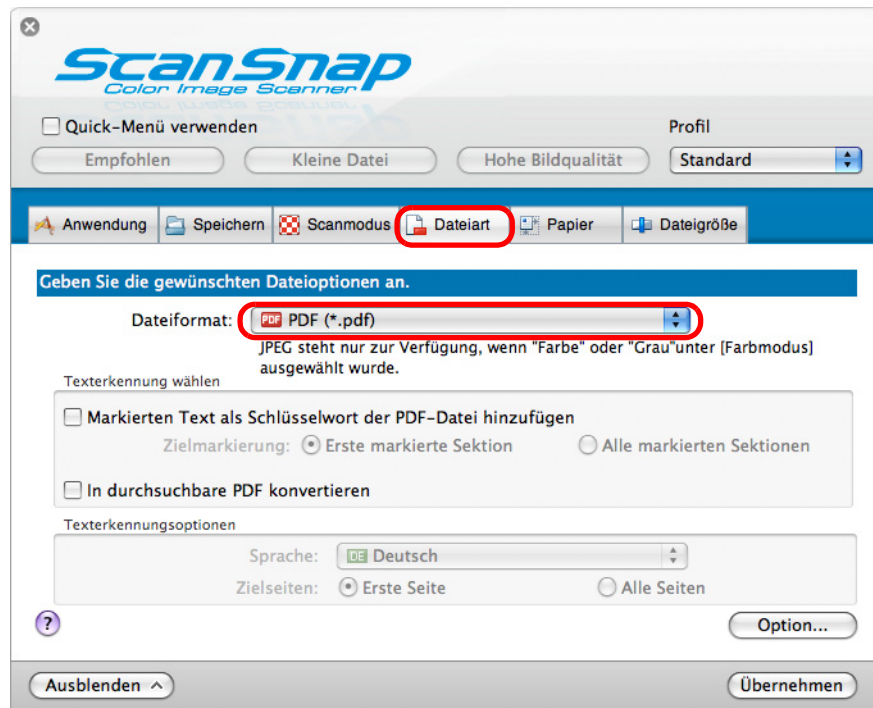 ScanSnap
Color Image Scanner
Quick-Menü verwenden
Profil
Empfohlen
Kleine Datei
Hohe Bildqualität
Standard
Anwendung
Speichern
Scanmodus
Dateiart
Papier
Dateigröße
Geben Sie die gewünschten Dateioptionen an.
Dateiformat:
PDF PDF (*.pdf)
JPEG steht nur zur Verfügung, wenn "Farbe" oder "Grau"unter [Farbmodus]
ausgewählt wurde.
Texterkennung wählen
Markierten Text als Schlüsselwort der PDF-Datei hinzufügen
Zielmarkierung:
Erste markierte Sektion
Alle markierten Sektionen
In durchsuchbare PDF konvertieren
Texterkennungsoptionen
Sprache:
DE Deutsch
Zielseiten:
Erste Seite
Alle Seiten
?
Option...
Ausblenden
Übernehmen